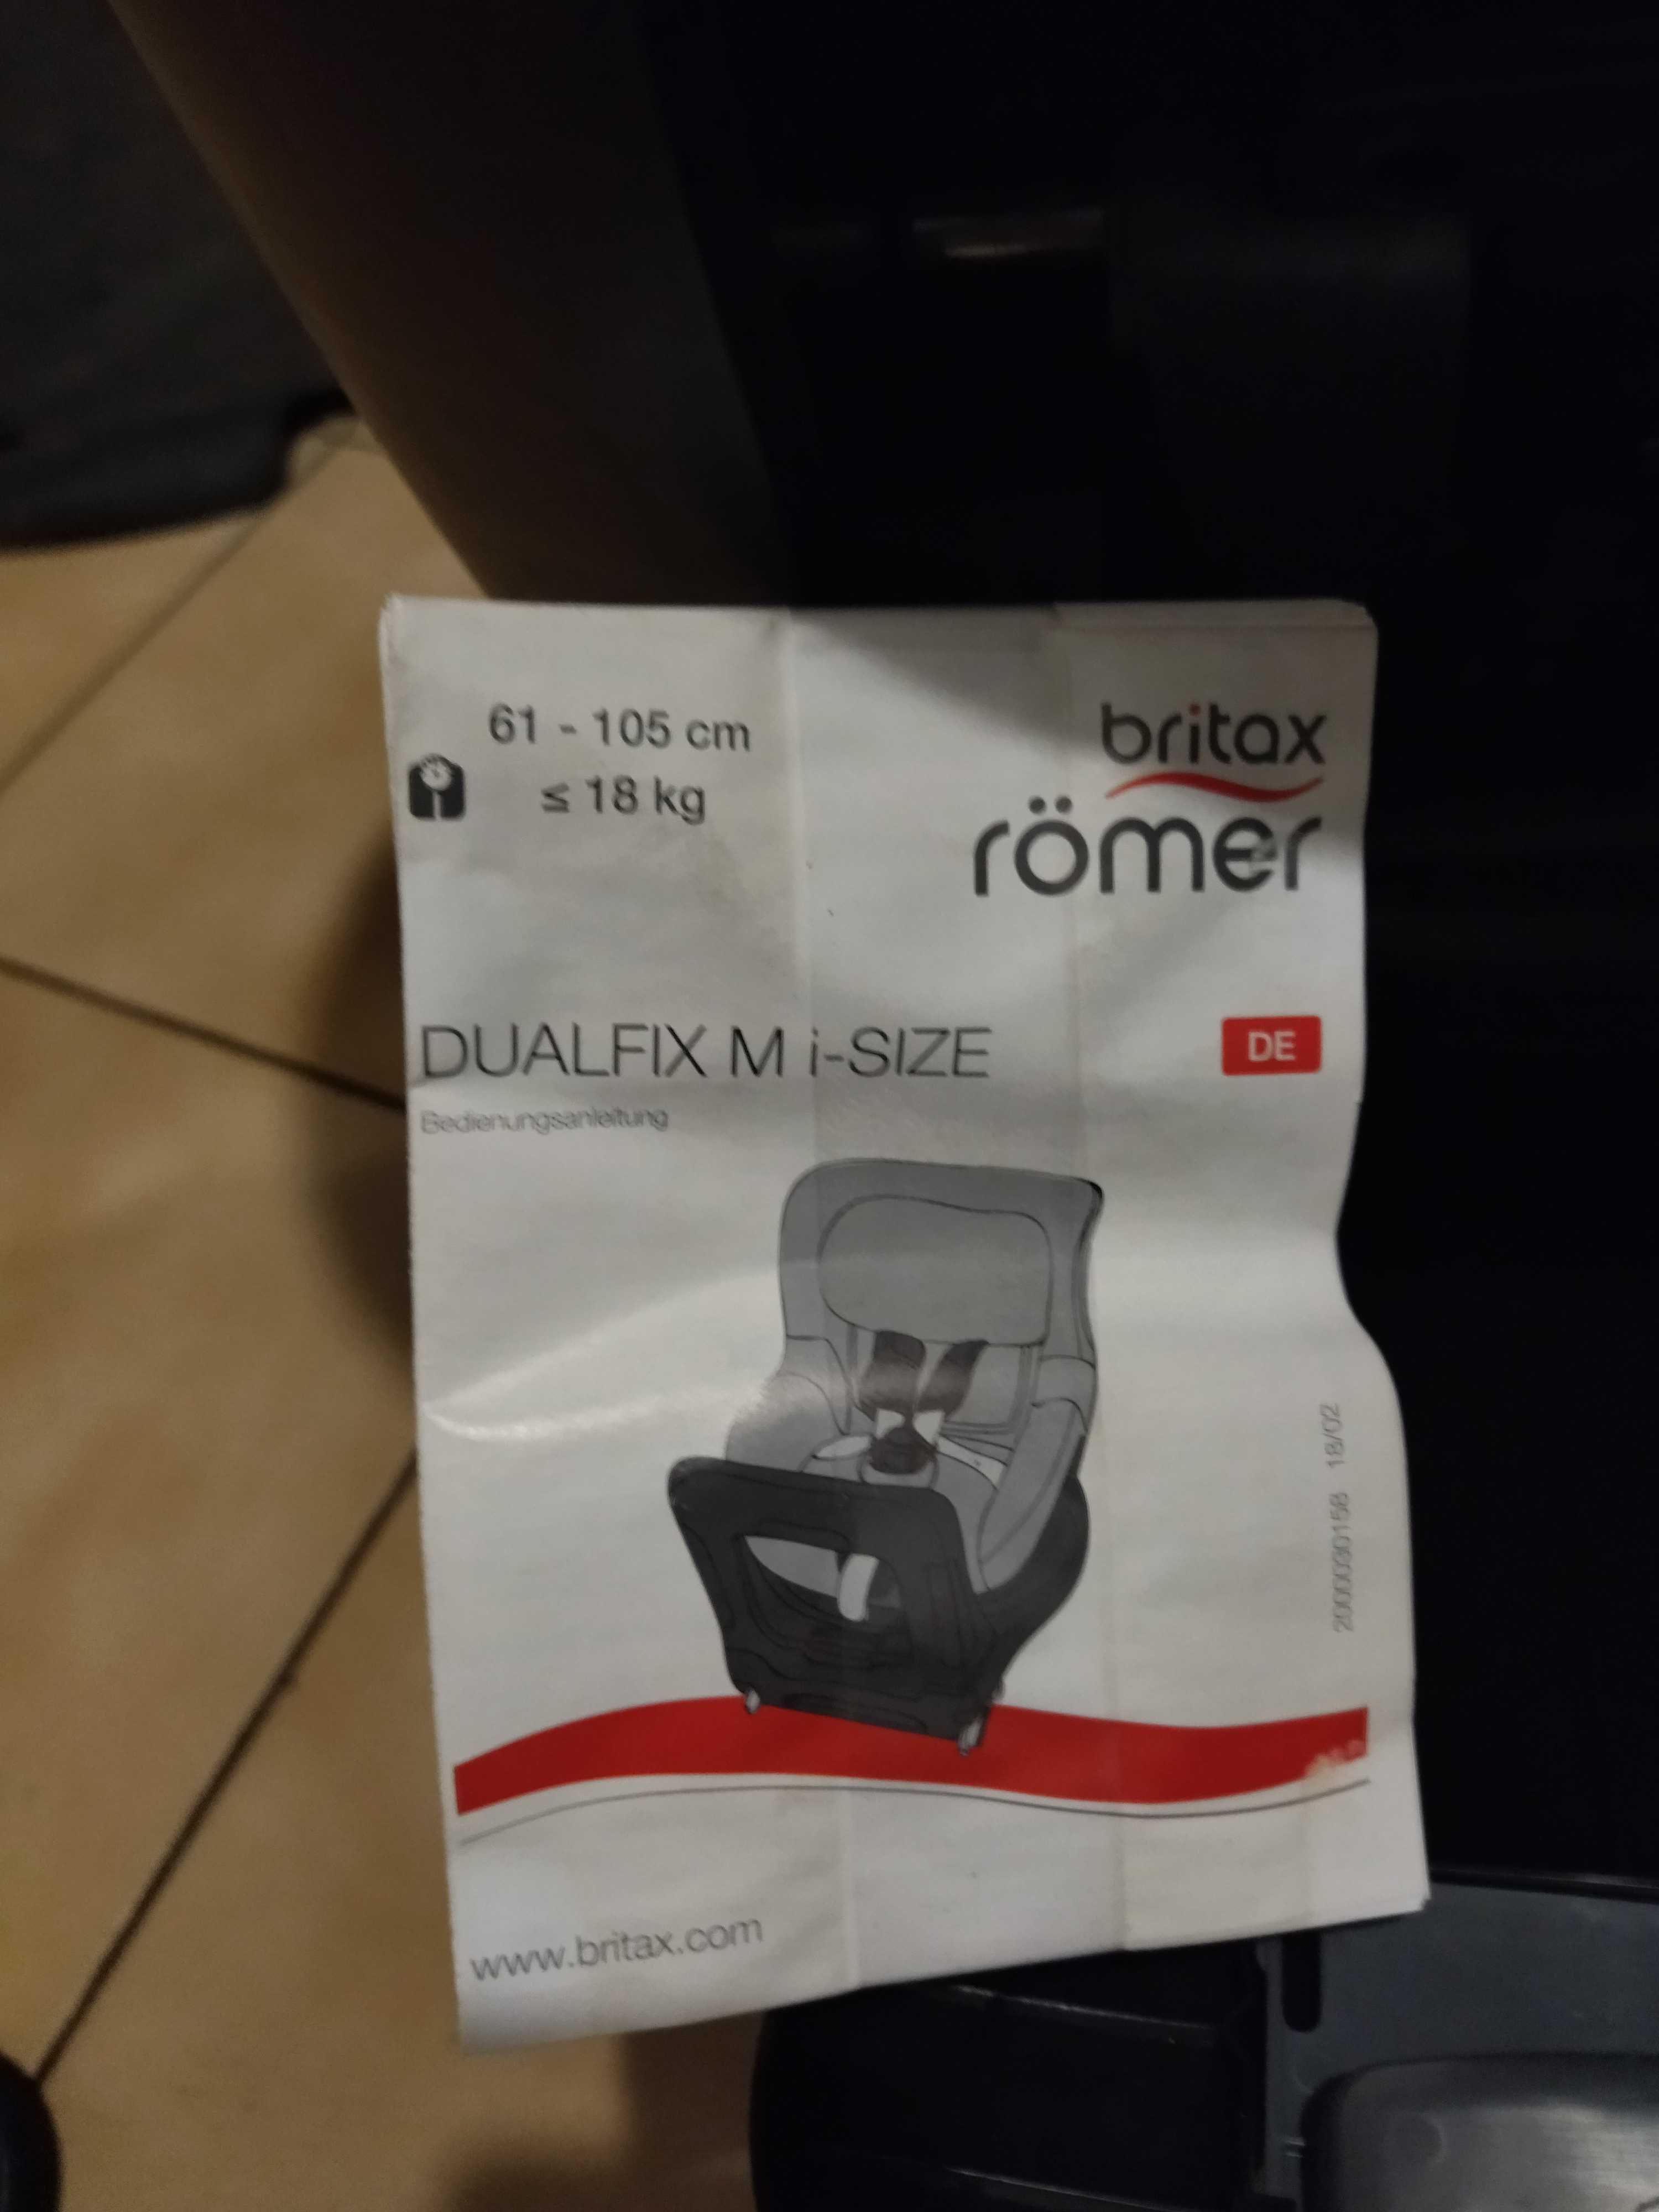 61 - 105 cm
≤ 18 kg
britax
römer
DUALFIX M i-SIZE
DE
Bedienungsanleitung
2000030158 18/02
www.britax.com